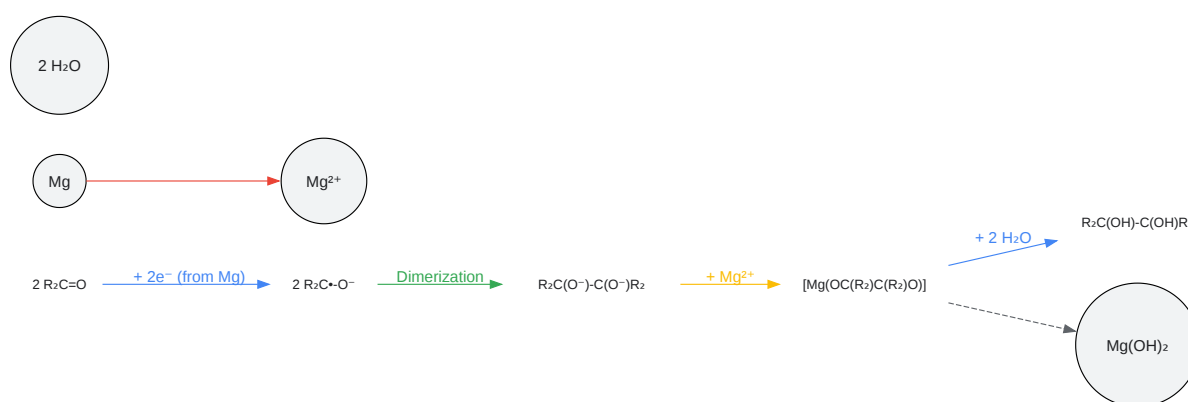 2 H₂O
Mg
Mg²⁺
R₂C(OH)-C(OH)R
+ 2 H₂O
2 R₂C=O
+ 2e⁻ (from Mg)
2 R₂C•-O⁻
Dimerization
R₂C(O⁻)-C(O⁻)R₂
+ Mg²⁺
[Mg(OC(R₂)C(R₂)O)]
Mg(OH)₂